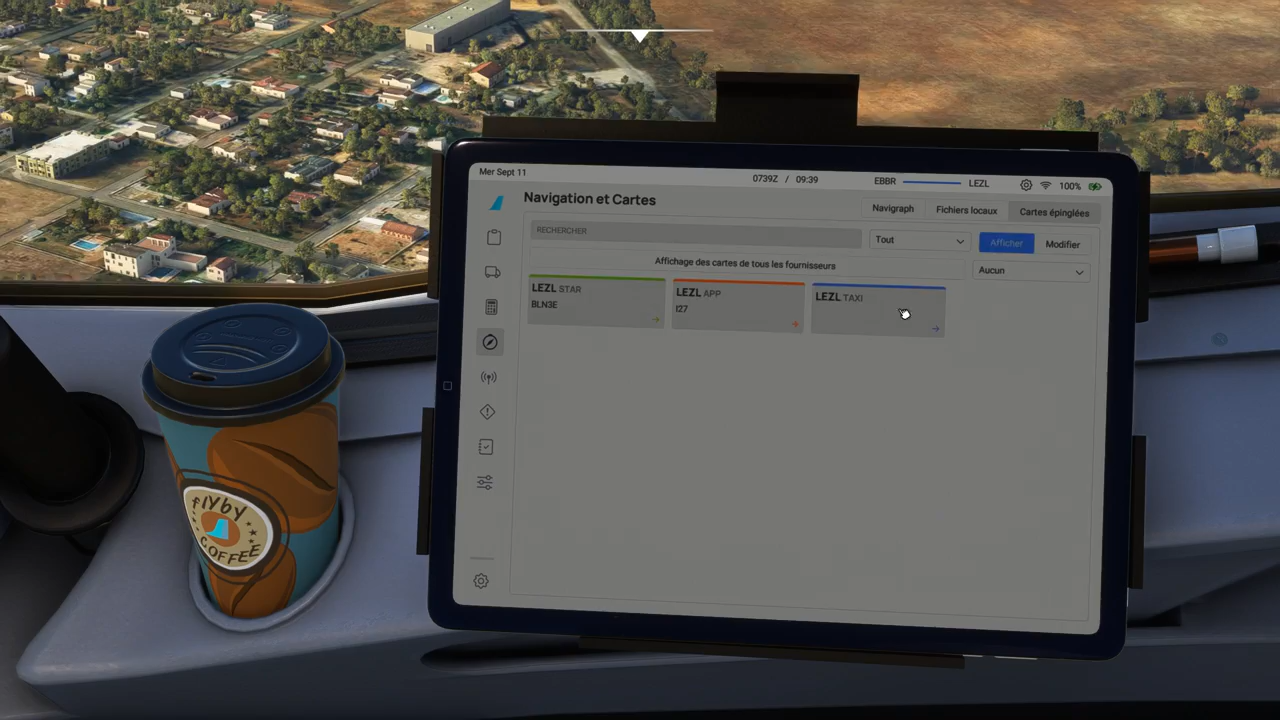 Mer Sept 11
0739Z / 09:39
EBBR
LEZL
100%
Navigation et Cartes
Navigraph
Fichiers locaux
Cartes épinglées
RECHERCHER
Tout
Afficher
Modifier
Affichage des cartes de tous les fournisseurs
Aucun
LEZL STAR
BLN3E
LEZL APP
I27
LEZL TAXI
flyby
COFFEE